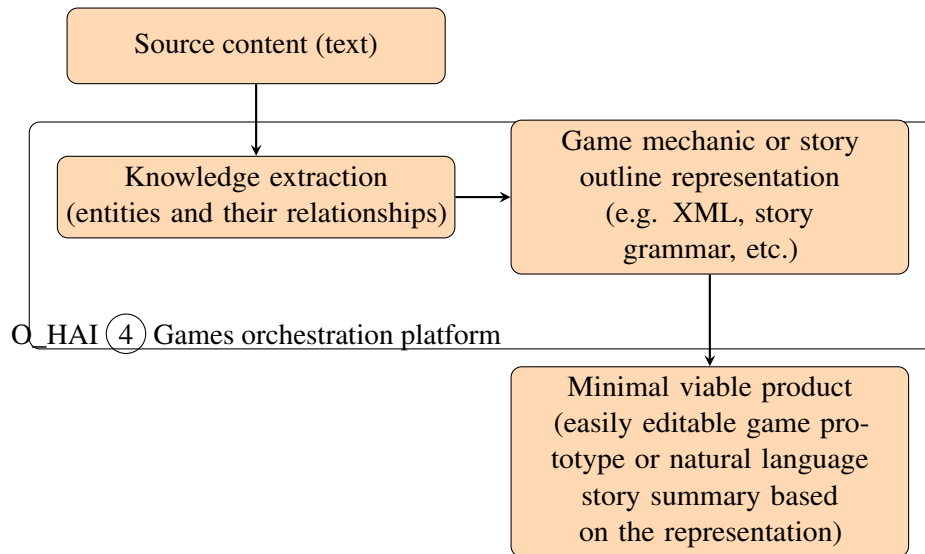 Source content (text)
Knowledge extraction
(entities and their relationships)
Game mechanic or story
outline representation
(e.g. XML, story
grammar, etc.)
O_HAI 4 Games orchestration platform
Minimal viable product
(easily editable game pro-
totype or natural language
story summary based
on the representation)